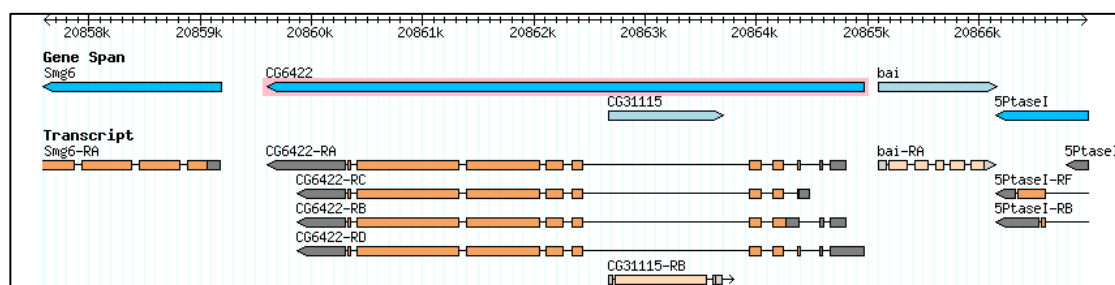 20858k 20859k 20860k 20861k 20862k 20863k 20864k 20865k 20866k
Gene Span
Smg6 CG6422 bai
CG31115 5PtaseI
Transcript
Smg6-RA CG6422-RA bai-RA 5PtaseI
CG6422-RC 5PtaseI-RF
CG6422-RB 5PtaseI-RB
CG6422-RD
CG31115-RB